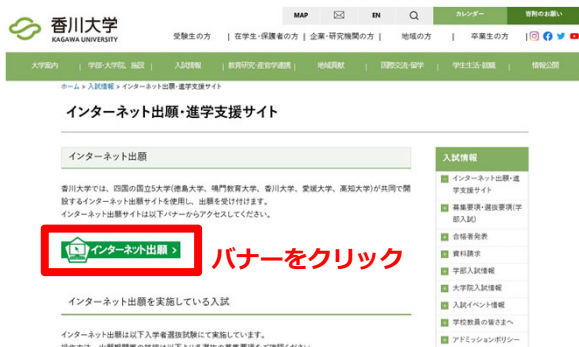 MAP EN カレンダー 寄附のお願い
香川大学
KAGAWA UNIVERSITY
受験生の方 | 在学生・保護者の方 | 企業・研究機関の方 | 地域の方 | 卒業生の方
大学案内 | 学部・大学院、施設 | 入試情報 | 教育研究・産官学連携 | 地域貢献 | 国際交流・留学 | 学生生活・就職 | 情報公開
ホーム » 入試情報 » インターネット出願・進学支援サイト
インターネット出願・進学支援サイト
インターネット出願
香川大学では、四国の国立5大学(徳島大学、鳴門教育大学、香川大学、愛媛大学、高知大学)が共同で開
設するインターネット出願サイトを使用し、出願を受け付けます。
インターネット出願サイトは以下バナーからアクセスしてください。
インターネット出願 >
バナーをクリック
インターネット出願を実施している入試
インターネット出願は以下入学者選抜試験にて実施しています。
入試情報
インターネット出願・進
学支援サイト
募集要項・選抜要項(学
部入試)
合格者発表
資料請求
学部入試情報
大学院入試情報
入試イベント情報
学校教員の皆さまへ
アドミッションポリシー